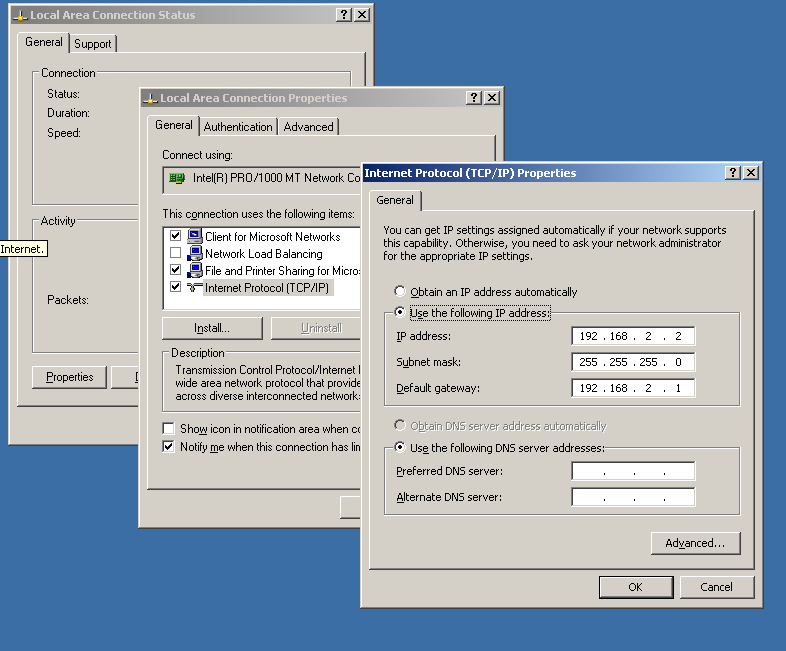 Local Area Connection Status
General
Support
Connection
Status:
Duration:
Speed:
Activity
Internet.
Packets:
Properties
Local Area Connection Properties
General
Authentication
Advanced
Connect using:
Intel(R) PRO/1000 MT Network Co
This connection uses the following items:
Client for Microsoft Networks
Network Load Balancing
File and Printer Sharing for Micro
Internet Protocol (TCP/IP)
Install...
Uninstall
Description
Transmission Control Protocol/Internet
wide area network protocol that provide
across diverse interconnected network
Show icon in notification area when co
Notify me when this connection has lim
Internet Protocol (TCP/IP) Properties
General
You can get IP settings assigned automatically if your network supports
this capability. Otherwise, you need to ask your network administrator
for the appropriate IP settings.
Obtain an IP address automatically
Use the following IP address:
IP address:
192 . 168 . 2 . 2
Subnet mask:
255 . 255 . 255 . 0
Default gateway:
192 . 168 . 2 . 1
Obtain DNS server address automatically
Use the following DNS server addresses:
Preferred DNS server:
. . .
Alternate DNS server:
. . .
Advanced...
OK
Cancel